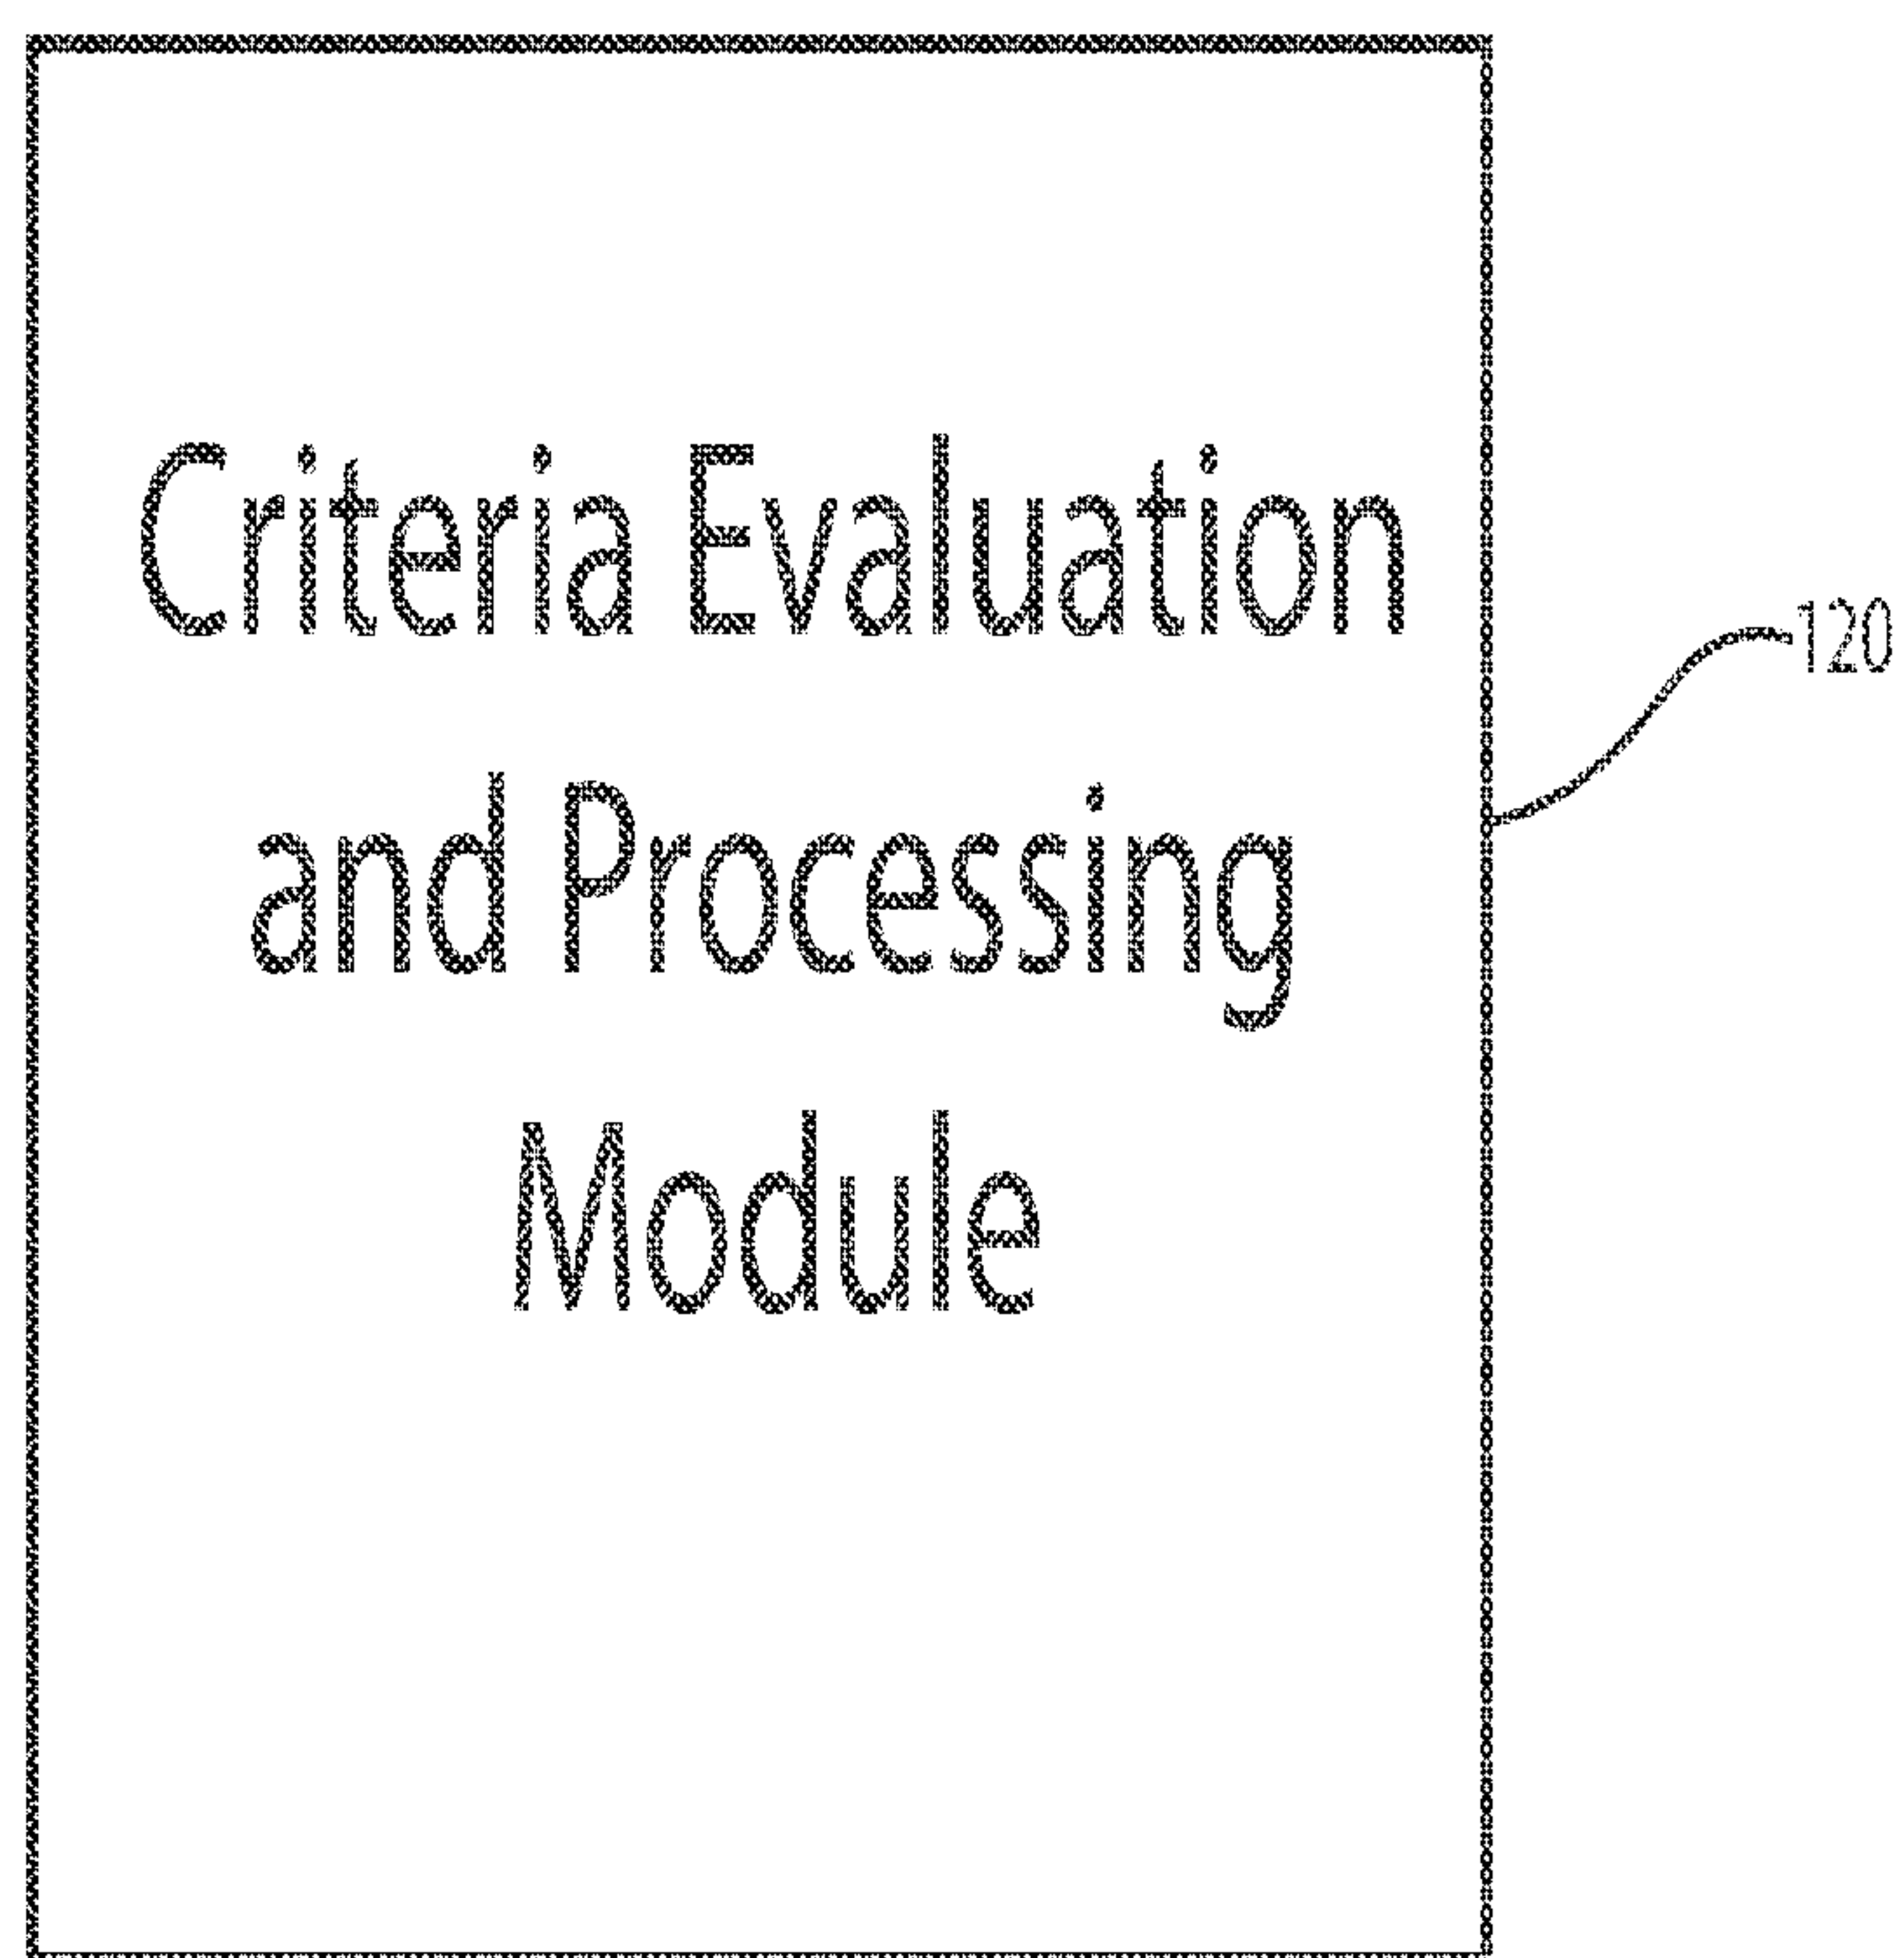 Criteria Evaluation
and Processing
Module
120